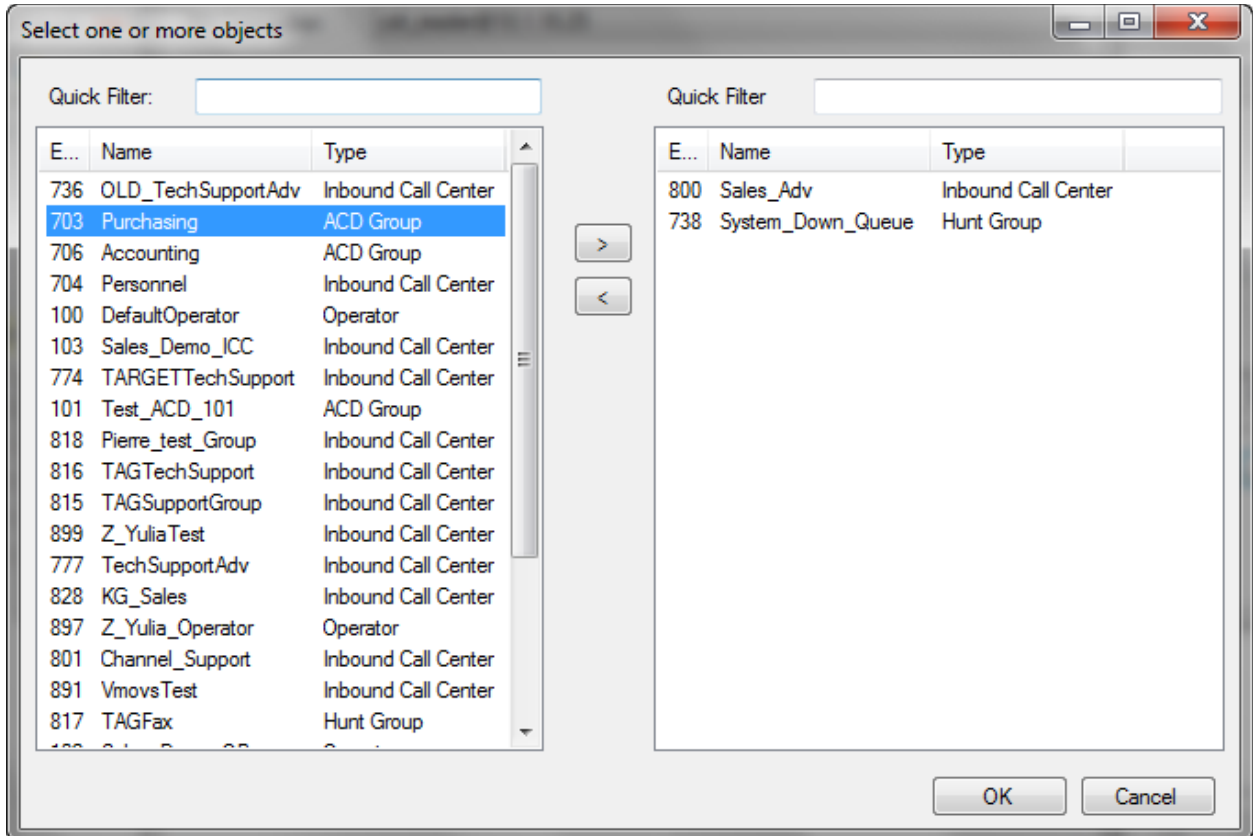 Select one or more objects
Quick Filter:
E... Name Type
736 OLD_TechSupportAdv Inbound Call Center
703 Purchasing ACD Group
706 Accounting ACD Group
704 Personnel Inbound Call Center
100 DefaultOperator Operator
103 Sales_Demo_ICC Inbound Call Center
774 TARGETTechSupport Inbound Call Center
101 Test_ACD_101 ACD Group
818 Pierre_test_Group Inbound Call Center
816 TAGTechSupport Inbound Call Center
815 TAGSupportGroup Inbound Call Center
899 Z_YuliaTest Inbound Call Center
777 TechSupportAdv Inbound Call Center
828 KG_Sales Inbound Call Center
897 Z_Yulia_Operator Operator
801 Channel_Support Inbound Call Center
891 VmovsTest Inbound Call Center
817 TAGFax Hunt Group
>
<
Quick Filter
E... Name Type
800 Sales_Adv Inbound Call Center
738 System_Down_Queue Hunt Group
OK Cancel